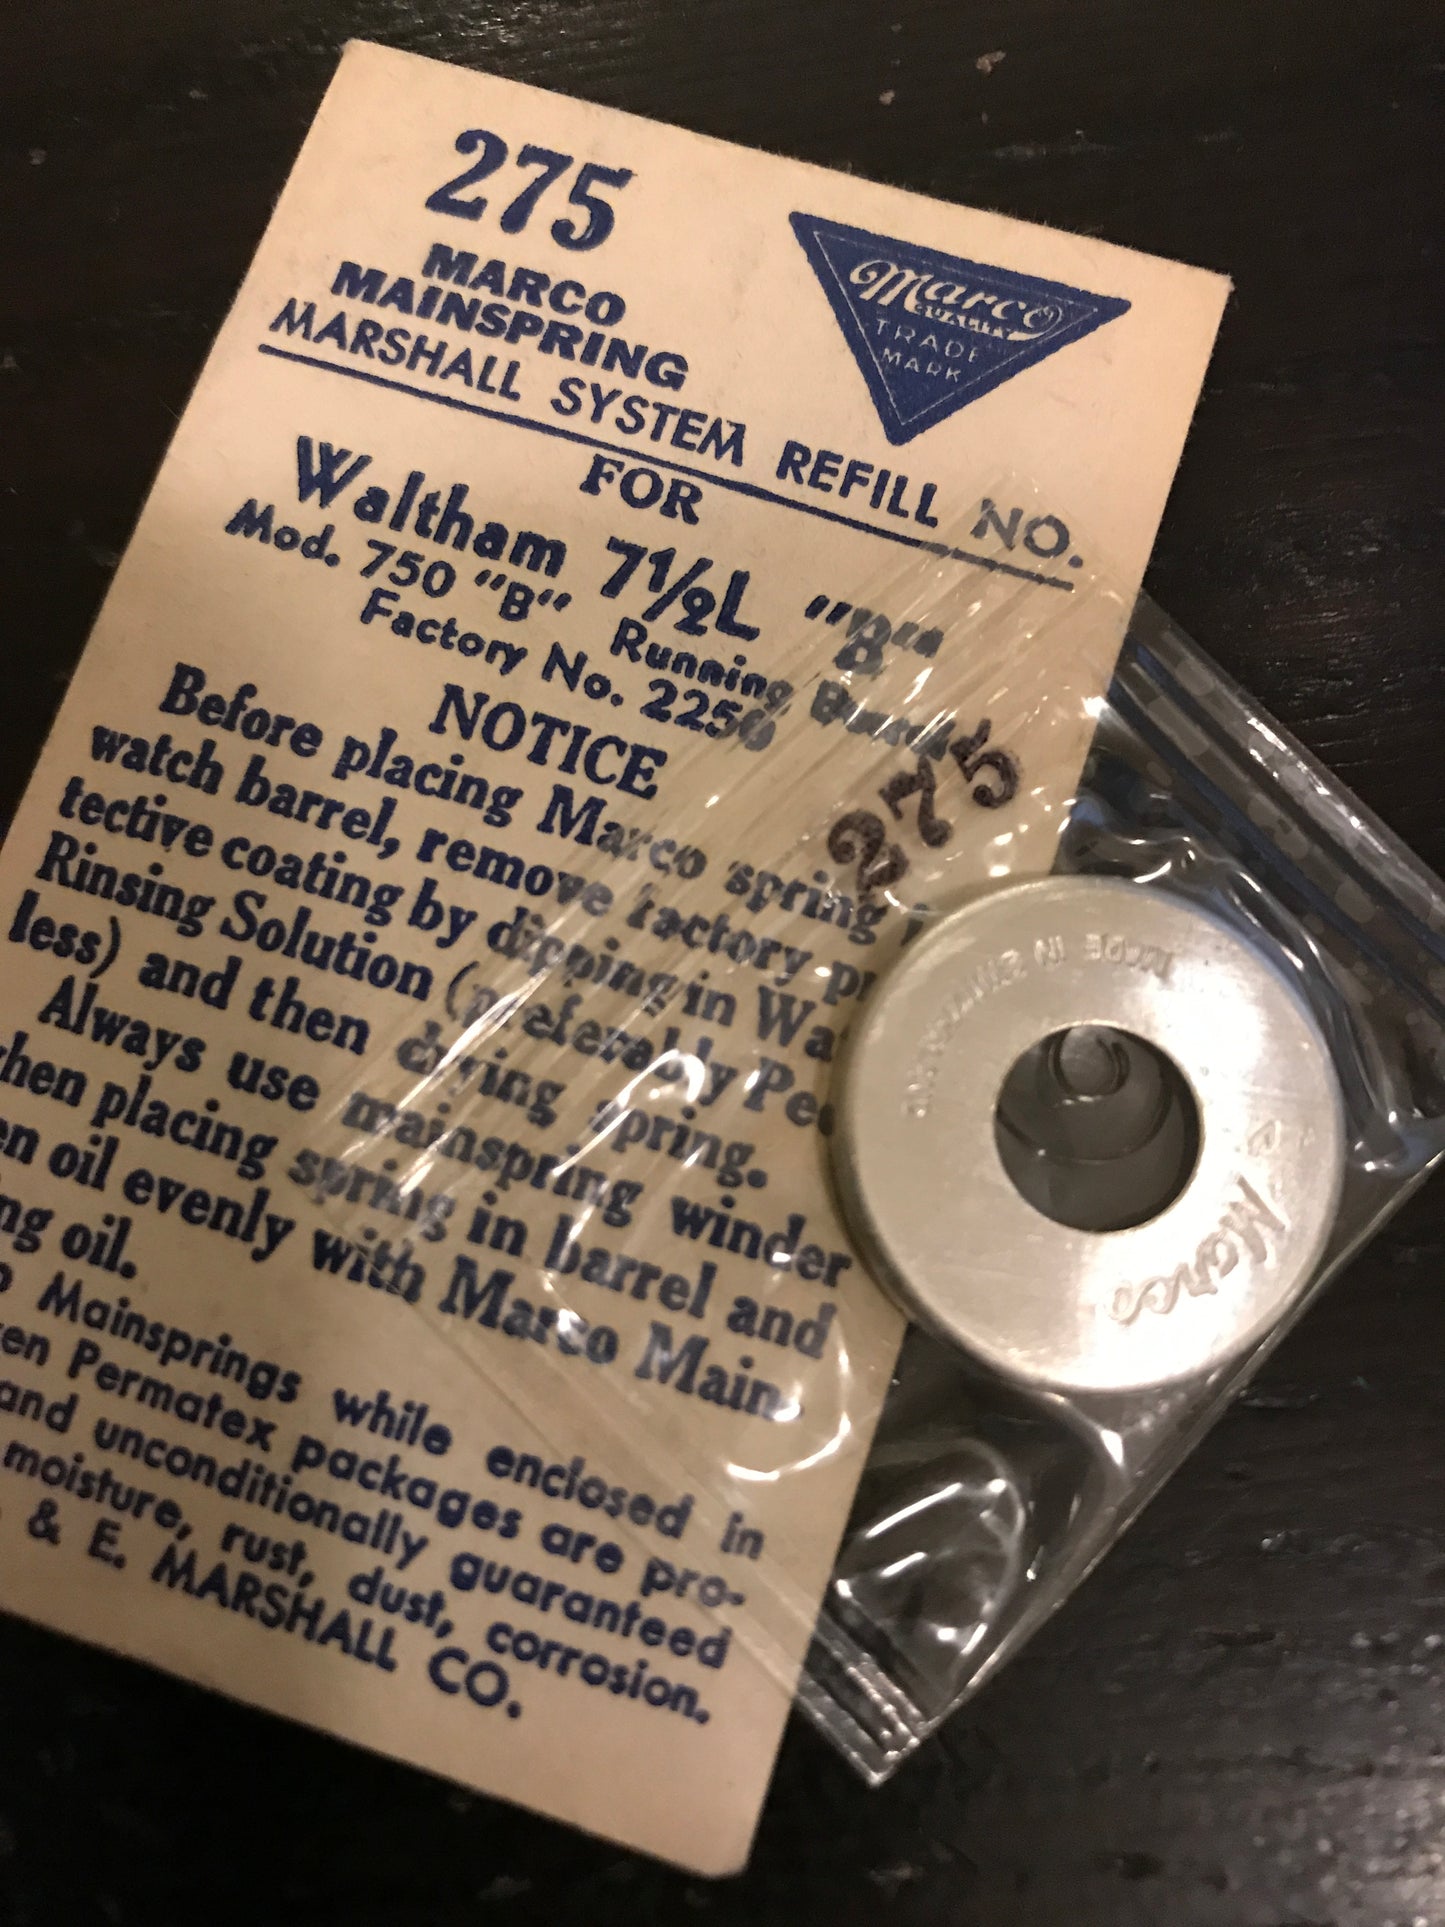 275
MARCO
MAINSPRING
MARSHALL SYSTEM REFILL NO.
Marco
TRADE
MARK
FOR
Waltham 7½L "B"
Mod. 750 "B" Running
Factory No. 2250
NOTICE
Before placing Marco spring
watch barrel, remove factory
tective coating by dipping in
Rinsing Solution (preferably
less) and then drying spring.
Always use mainspring winder
when placing spring in barrel and
oil evenly with Marco Main
oil.
Mainsprings while enclosed in
Permatex packages are pro-
and unconditionally guaranteed
moisture, rust, dust, corrosion.
& E. MARSHALL CO.
275
MADE IN SWITZERLAND
Marco